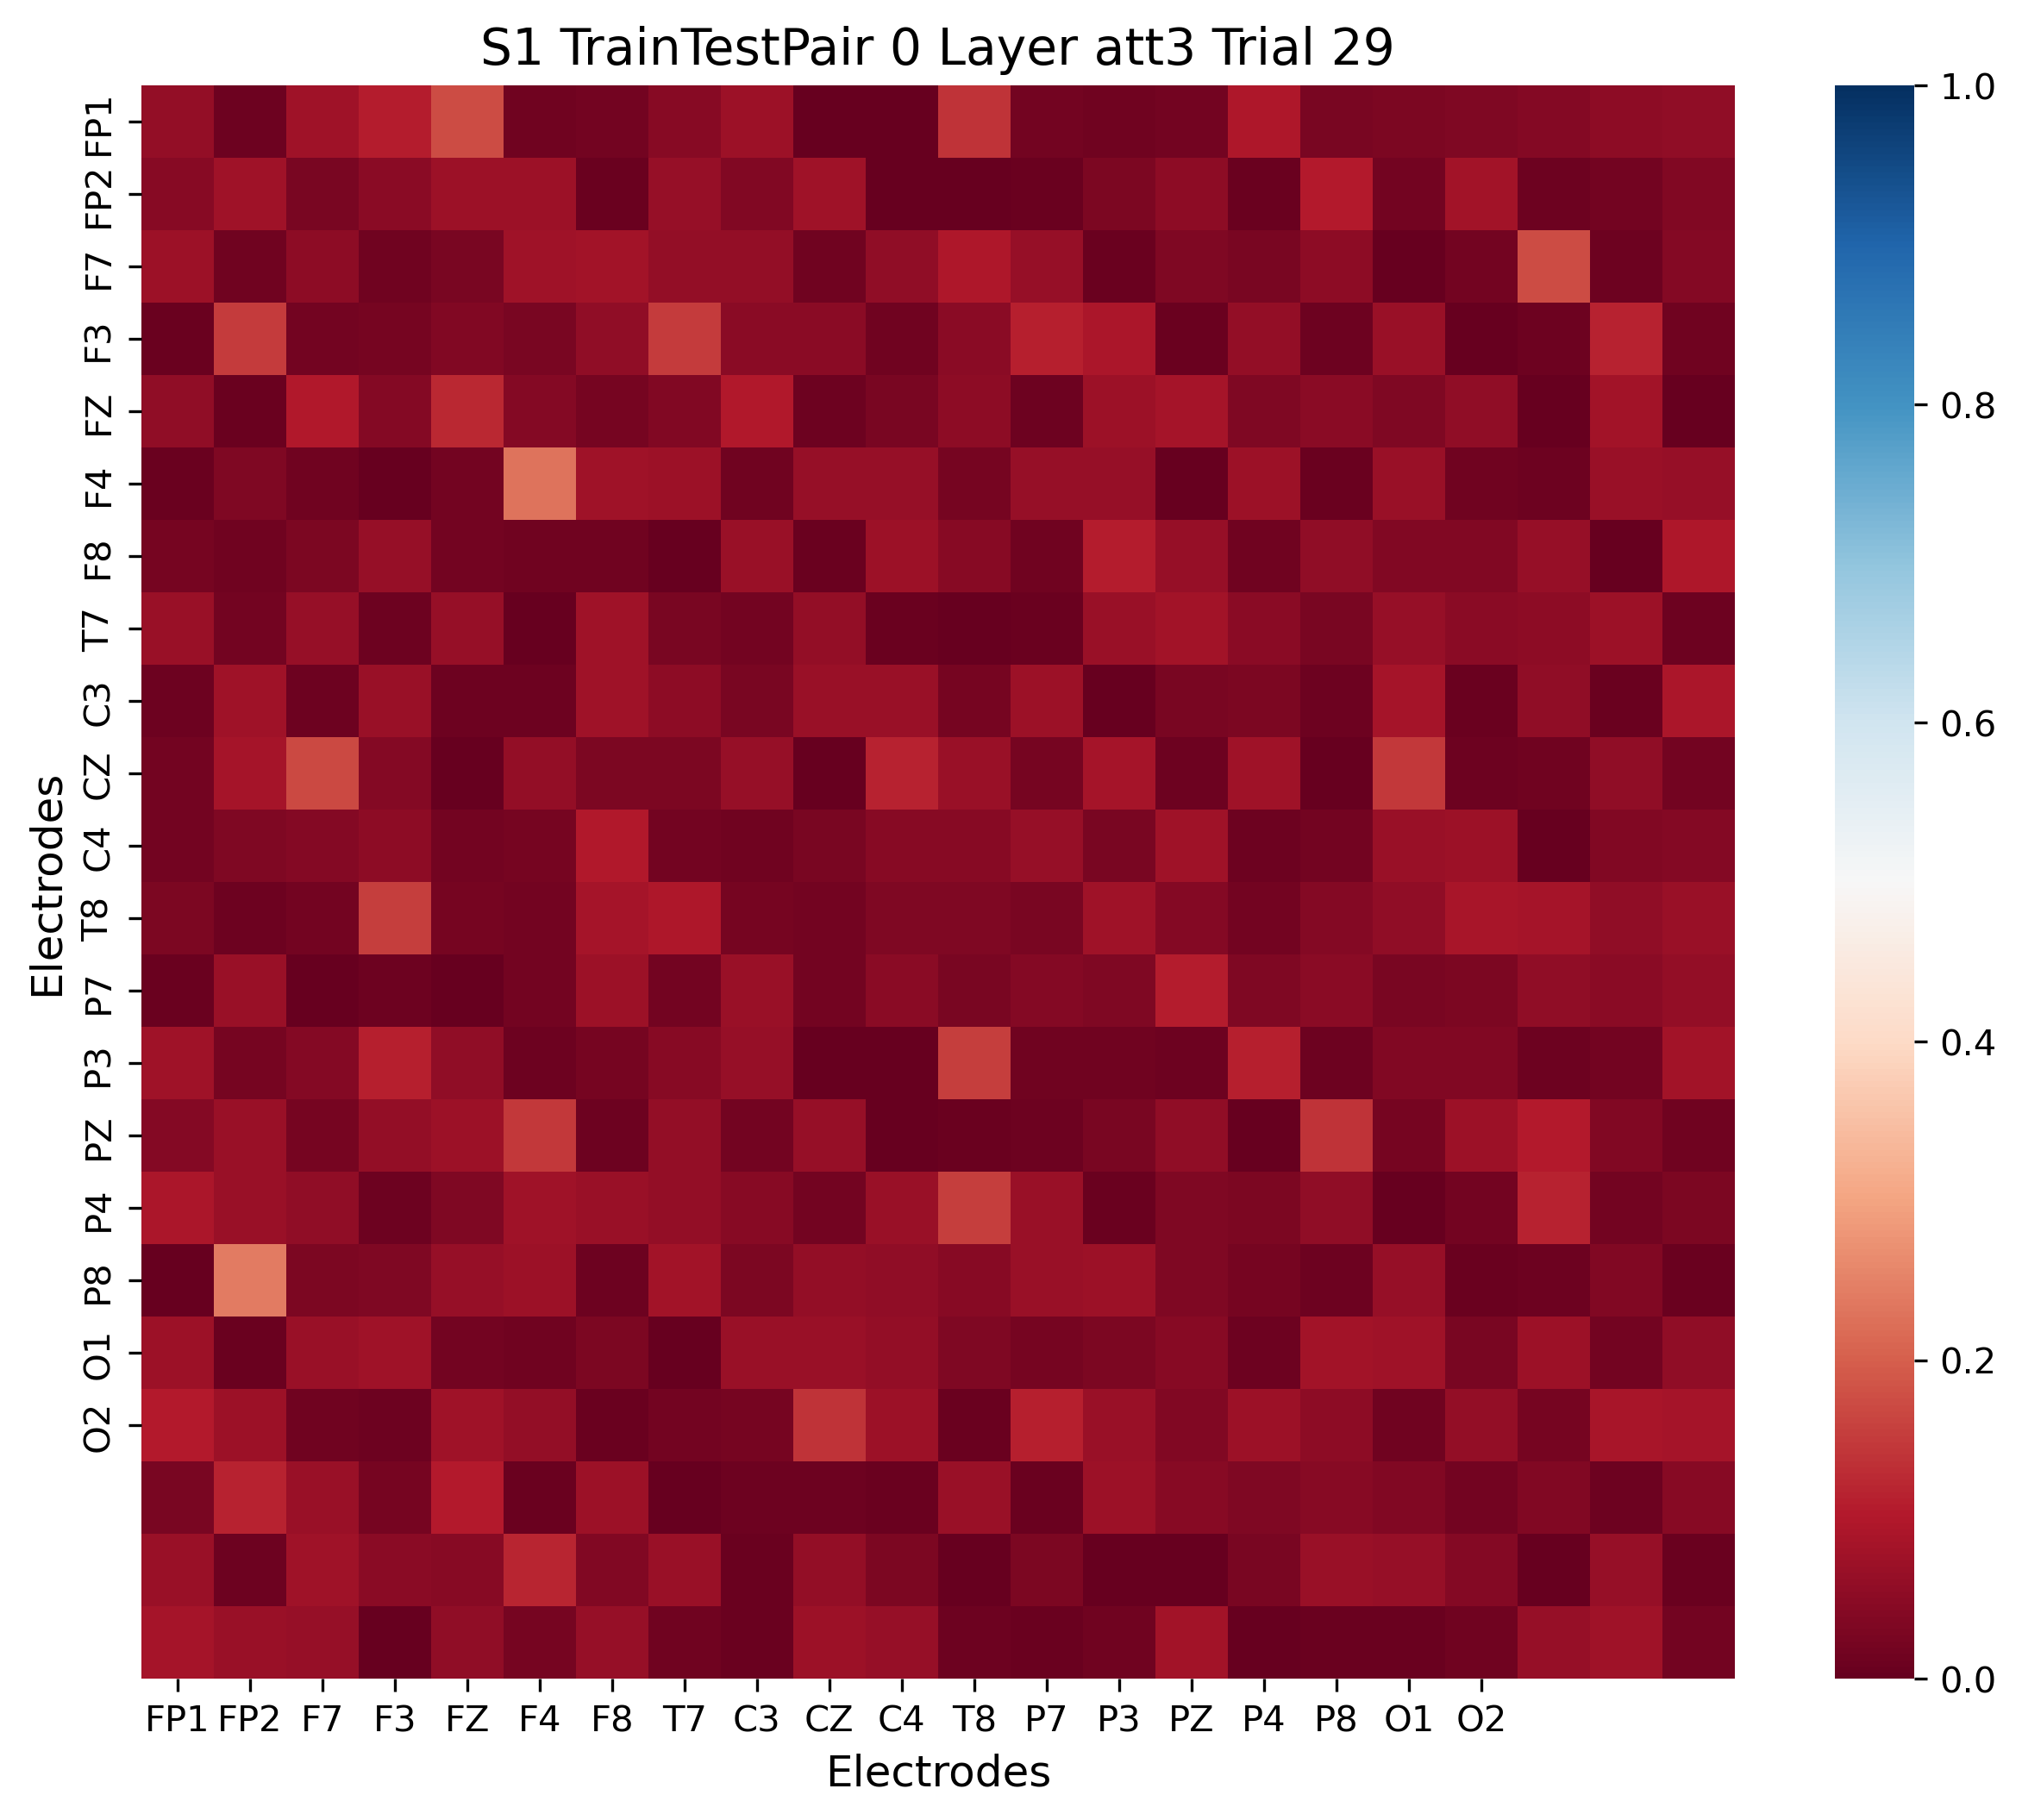 S1 TrainTestPair 0 Layer att3 Trial 29
Electrodes
FP1
FP2
F7
F3
FZ
F4
F8
T7
C3
CZ
C4
T8
P7
P3
PZ
P4
P8
O1
O2
FP1 FP2 F7 F3 FZ F4 F8 T7 C3 CZ C4 T8 P7 P3 PZ P4 P8 O1 O2
Electrodes
1.0
0.8
0.6
0.4
0.2
0.0